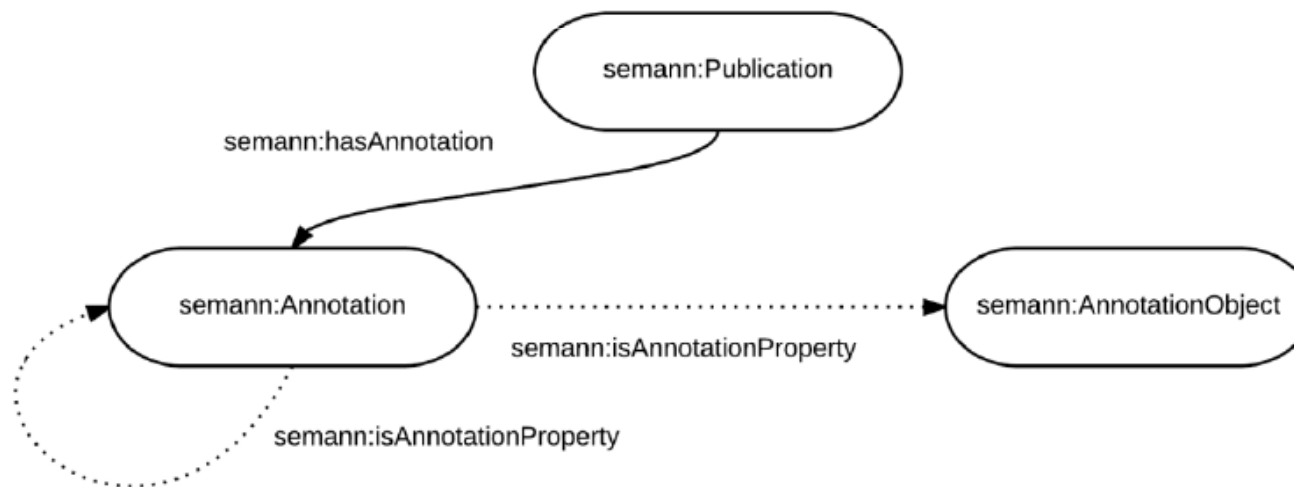 semann:Publication
semann:hasAnnotation
semann:Annotation
semann:AnnotationObject
semann:isAnnotationProperty
semann:isAnnotationProperty